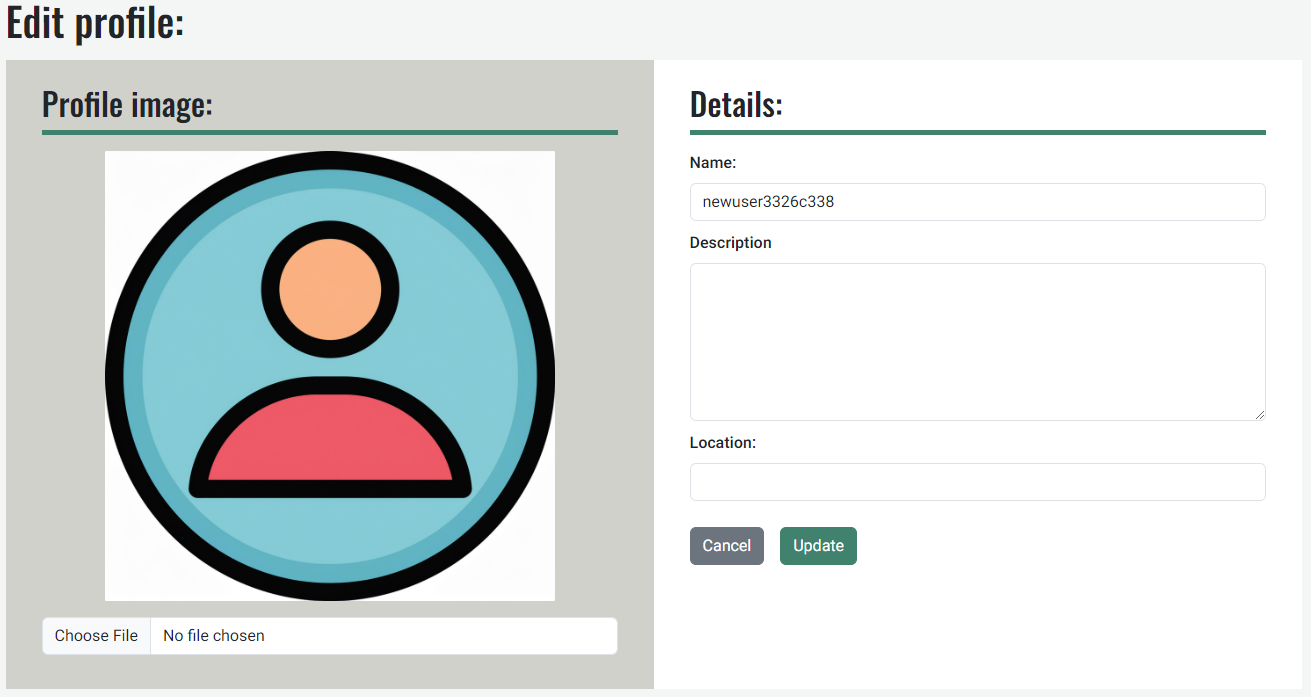 Edit profile:
Profile image:
Choose File No file chosen
Details:
Name:
newuser3326c338
Description
Location:
Cancel Update